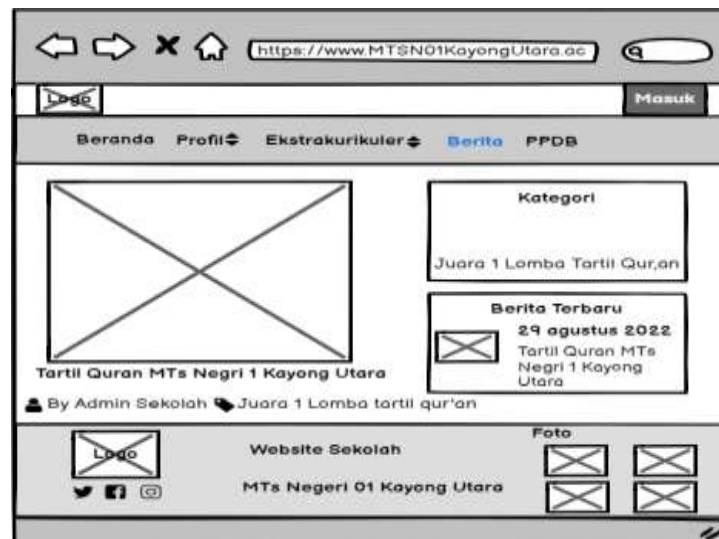 https://www.MTSN01KayongUtara.ac
Logo
Masuk
Beranda Profil Ekstrakurikuler Berita PPDB
Kategori
Juara 1 Lomba Tartil Qur,an
Berita Terbaru
29 agustus 2022
Tartil Quran MTs
Negri 1 Kayong
Utara
Tartil Quran MTs Negri 1 Kayong Utara
By Admin Sekolah Juara 1 Lomba tartil qur'an
Logo
Website Sekolah
MTs Negeri 01 Kayong Utara
Foto